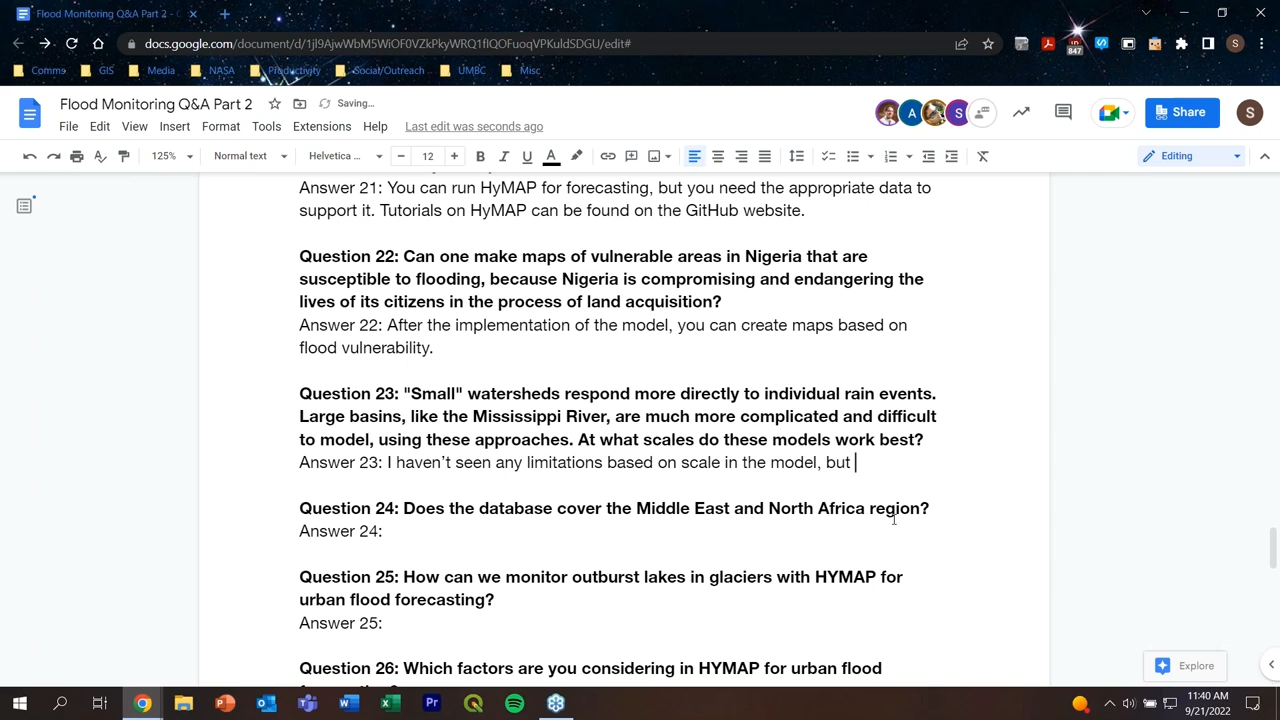 Flood Monitoring Q&A Part 2 -
docs.google.com/document/d/1jl9AjwWbM5WiOF0VZkPkyWRQ1fIQOFuoqVPKuldSDGU/edit#
847
S
Comms
GIS
Media
NASA
Productivity
Social/Outreach
UMBC
Misc
Flood Monitoring Q&A Part 2
Saving...
A
S
Share
S
File Edit View Insert Format Tools Extensions Help Last edit was seconds ago
125% Normal text Helvetica ... 12 B I U A Editing
Answer 21: You can run HyMAP for forecasting, but you need the appropriate data to
support it. Tutorials on HyMAP can be found on the GitHub website.
Question 22: Can one make maps of vulnerable areas in Nigeria that are
susceptible to flooding, because Nigeria is compromising and endangering the
lives of its citizens in the process of land acquisition?
Answer 22: After the implementation of the model, you can create maps based on
flood vulnerability.
Question 23: "Small" watersheds respond more directly to individual rain events.
Large basins, like the Mississippi River, are much more complicated and difficult
to model, using these approaches. At what scales do these models work best?
Answer 23: I haven’t seen any limitations based on scale in the model, but
Question 24: Does the database cover the Middle East and North Africa region?
Answer 24:
Question 25: How can we monitor outburst lakes in glaciers with HYMAP for
urban flood forecasting?
Answer 25:
Question 26: Which factors are you considering in HYMAP for urban flood
Explore
11:40 AM
9/21/2022